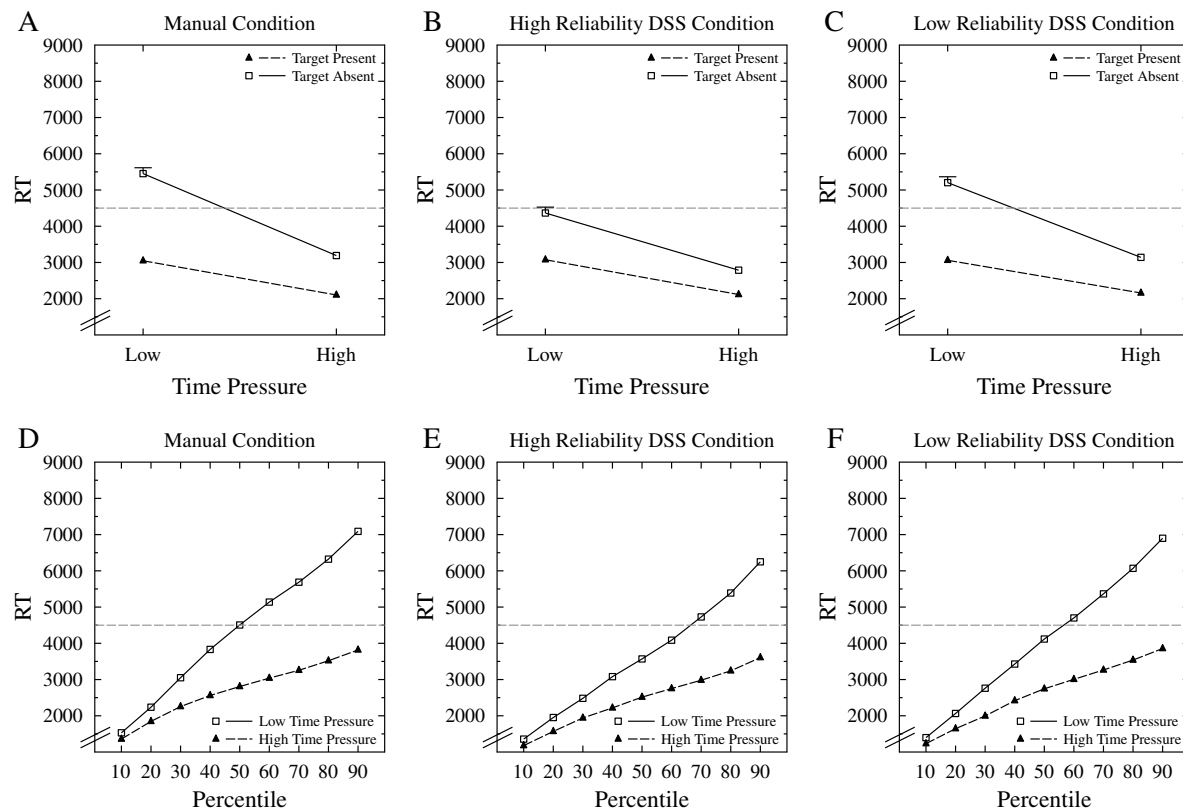 A
Manual Condition
9000
8000
7000
6000
5000
4000
3000
2000
RT
Target Present
Target Absent
Low
High
Time Pressure
B
High Reliability DSS Condition
9000
8000
7000
6000
5000
4000
3000
2000
RT
Target Present
Target Absent
Low
High
Time Pressure
C
Low Reliability DSS Condition
9000
8000
7000
6000
5000
4000
3000
2000
RT
Target Present
Target Absent
Low
High
Time Pressure
D
Manual Condition
9000
8000
7000
6000
5000
4000
3000
2000
RT
Low Time Pressure
High Time Pressure
10 20 30 40 50 60 70 80 90
Percentile
E
High Reliability DSS Condition
9000
8000
7000
6000
5000
4000
3000
2000
RT
Low Time Pressure
High Time Pressure
10 20 30 40 50 60 70 80 90
Percentile
F
Low Reliability DSS Condition
9000
8000
7000
6000
5000
4000
3000
2000
RT
Low Time Pressure
High Time Pressure
10 20 30 40 50 60 70 80 90
Percentile